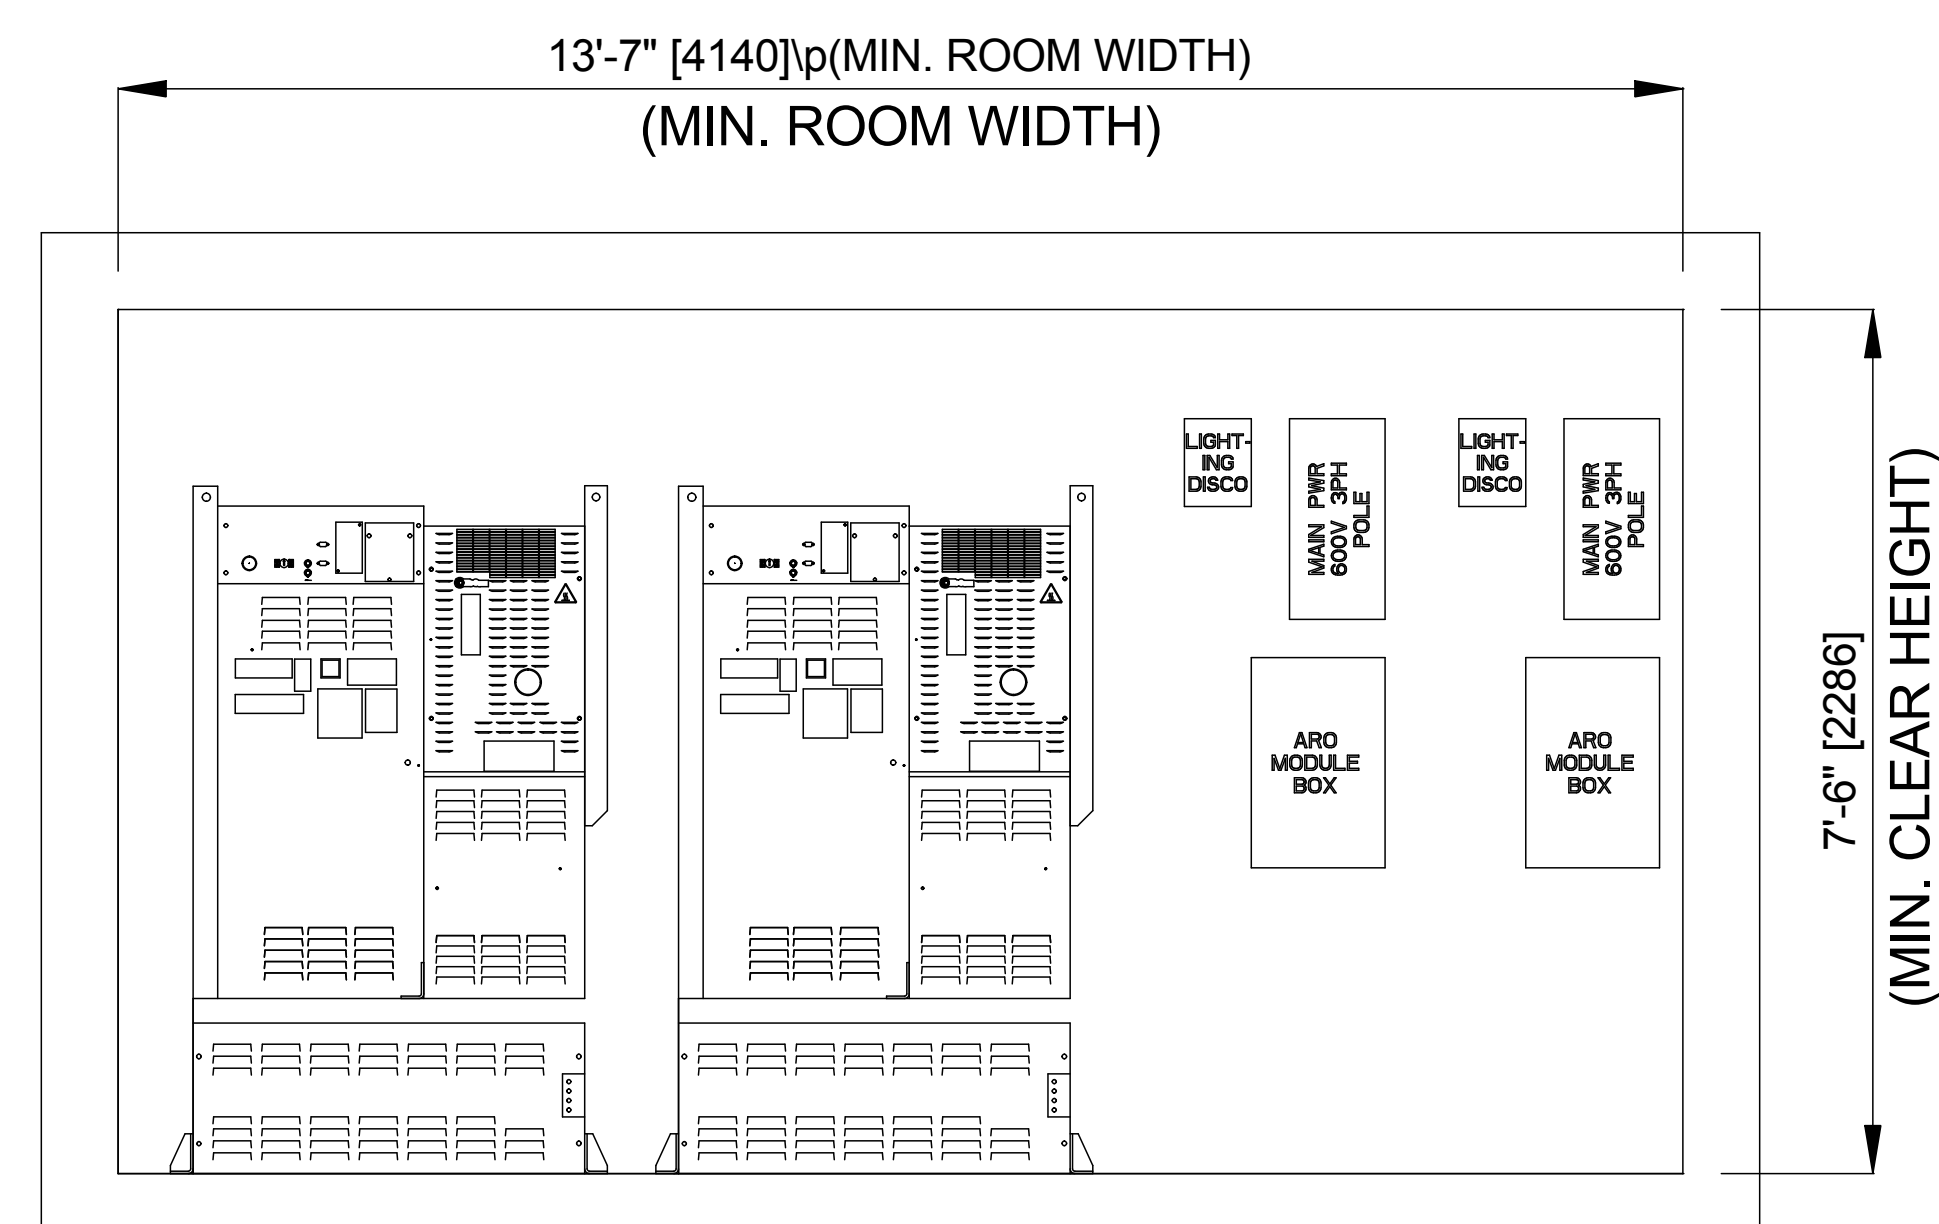 13'-7" [4140]\p(MIN. ROOM WIDTH)
(MIN. ROOM WIDTH)
LIGHT-
ING
DISCO
MAIN PWR
600V 3PH
POLE
LIGHT-
ING
DISCO
MAIN PWR
600V 3PH
POLE
ARO
MODULE
BOX
ARO
MODULE
BOX
7'-6" [2286]
(MIN. CLEAR HEIGHT)